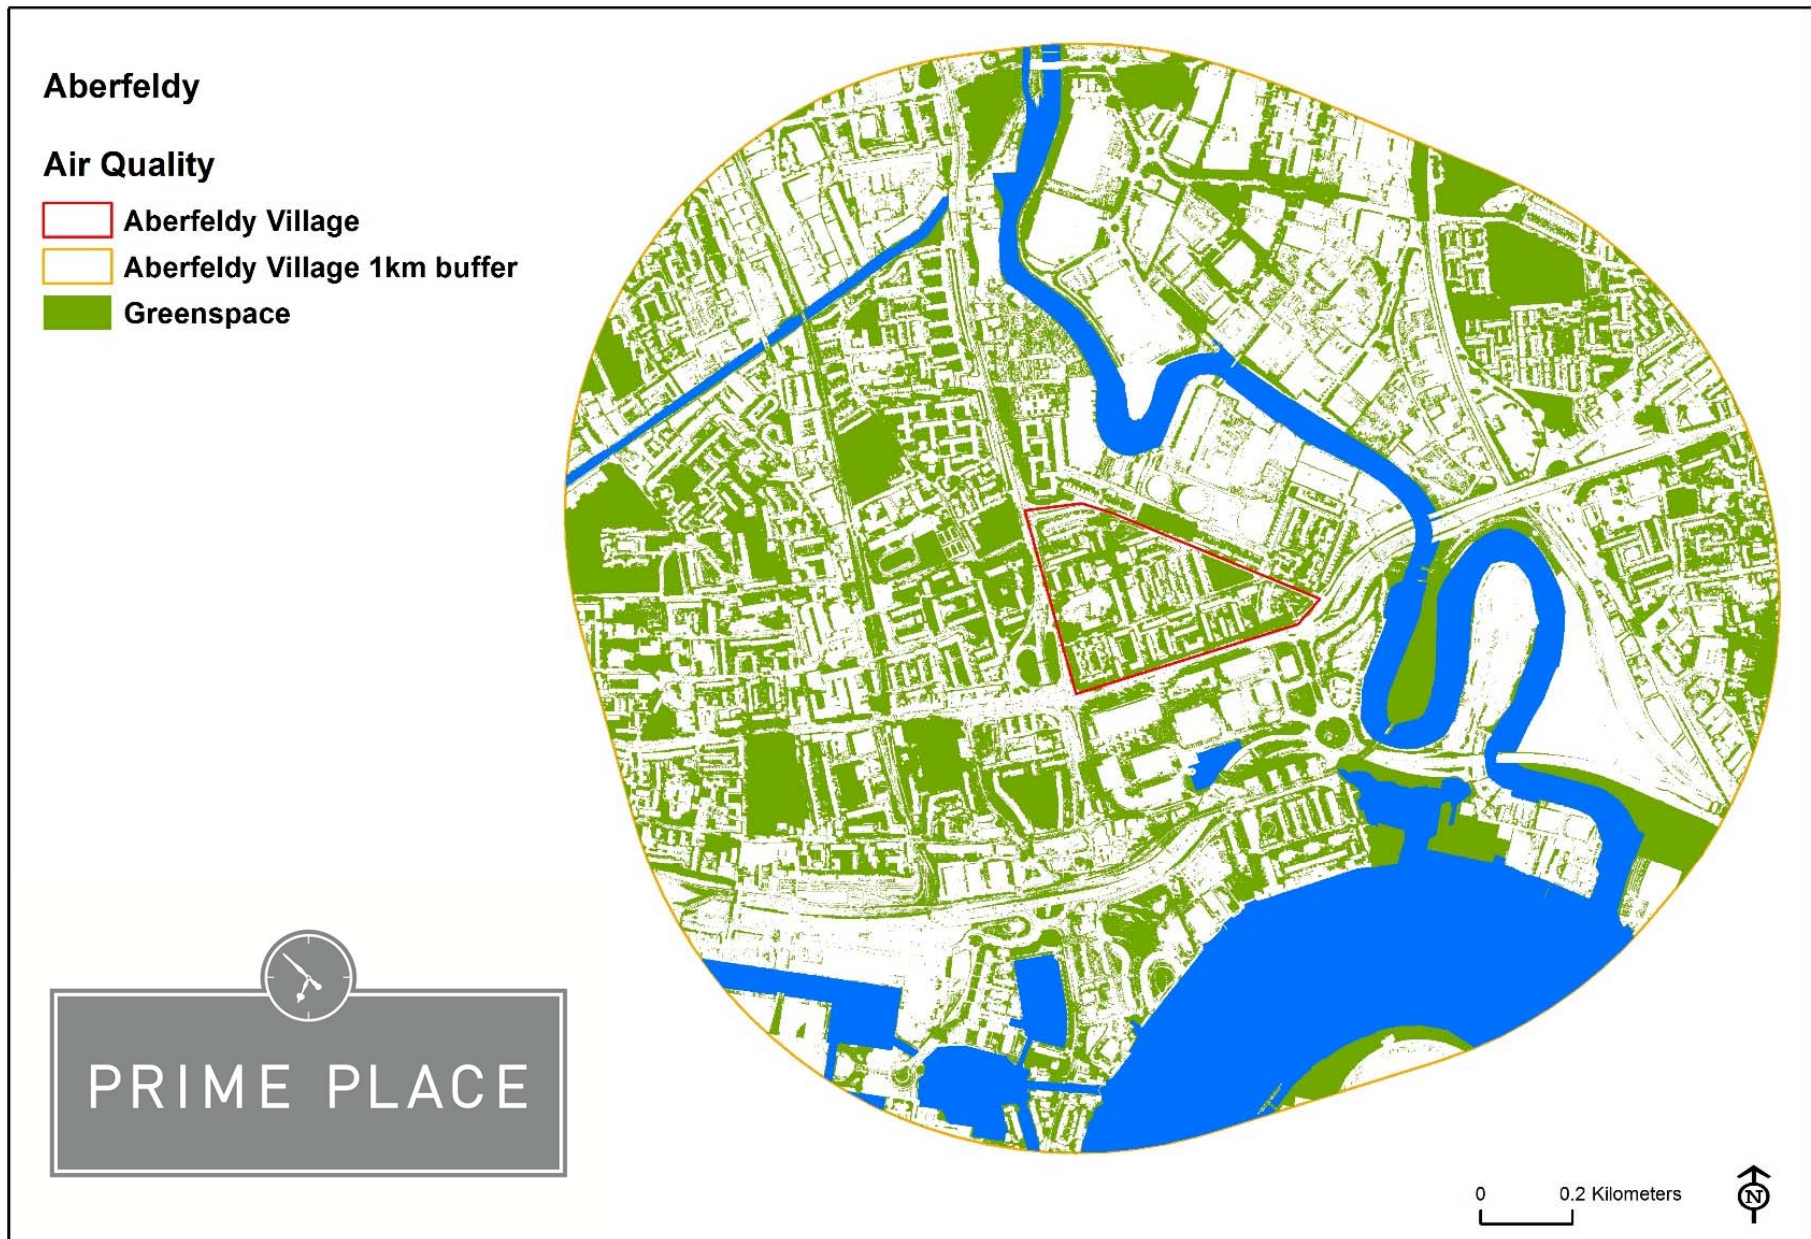 Aberfeldy
Air Quality
Aberfeldy Village
Aberfeldy Village 1km buffer
Greenspace
PRIME PLACE
0 0.2 Kilometers
N